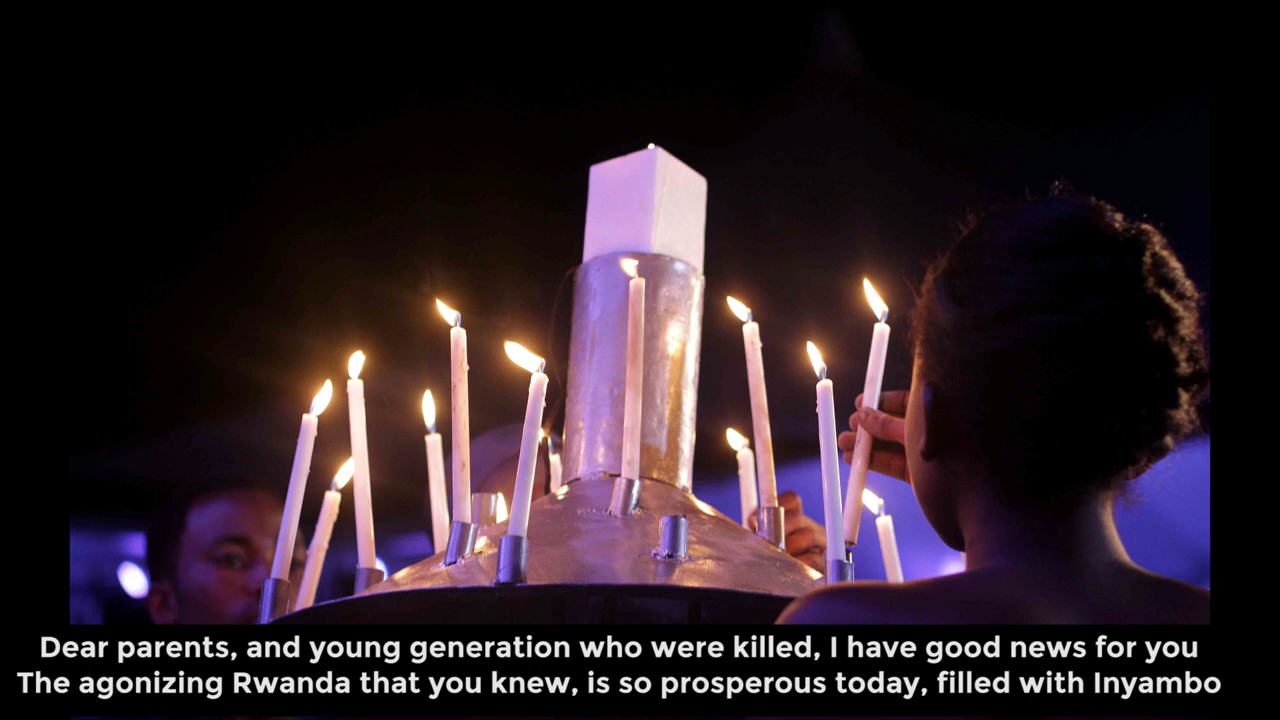 Dear parents, and young generation who were killed, I have good news for you
The agonizing Rwanda that you knew, is so prosperous today, filled with Inyambo